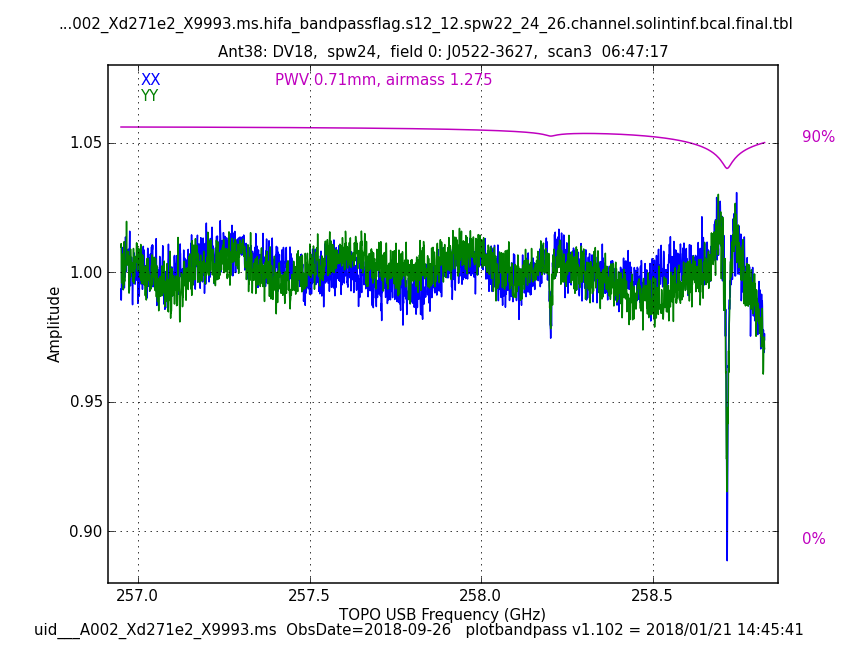 ...002_Xd271e2_X9993.ms.hifa_bandpassflag.s12_12.spw22_24_26.channel.solintinf.bcal.final.tbl
Ant38: DV18, spw24, field 0: J0522-3627, scan3 06:47:17
XX
PWV 0.71mm, airmass 1.275
YY
1.05
90%
1.00
Amplitude
0.95
0.90
0%
257.0
257.5
258.0
258.5
TOPO USB Frequency (GHz)
uid___A002_Xd271e2_X9993.ms ObsDate=2018-09-26 plotbandpass v1.102 = 2018/01/21 14:45:41